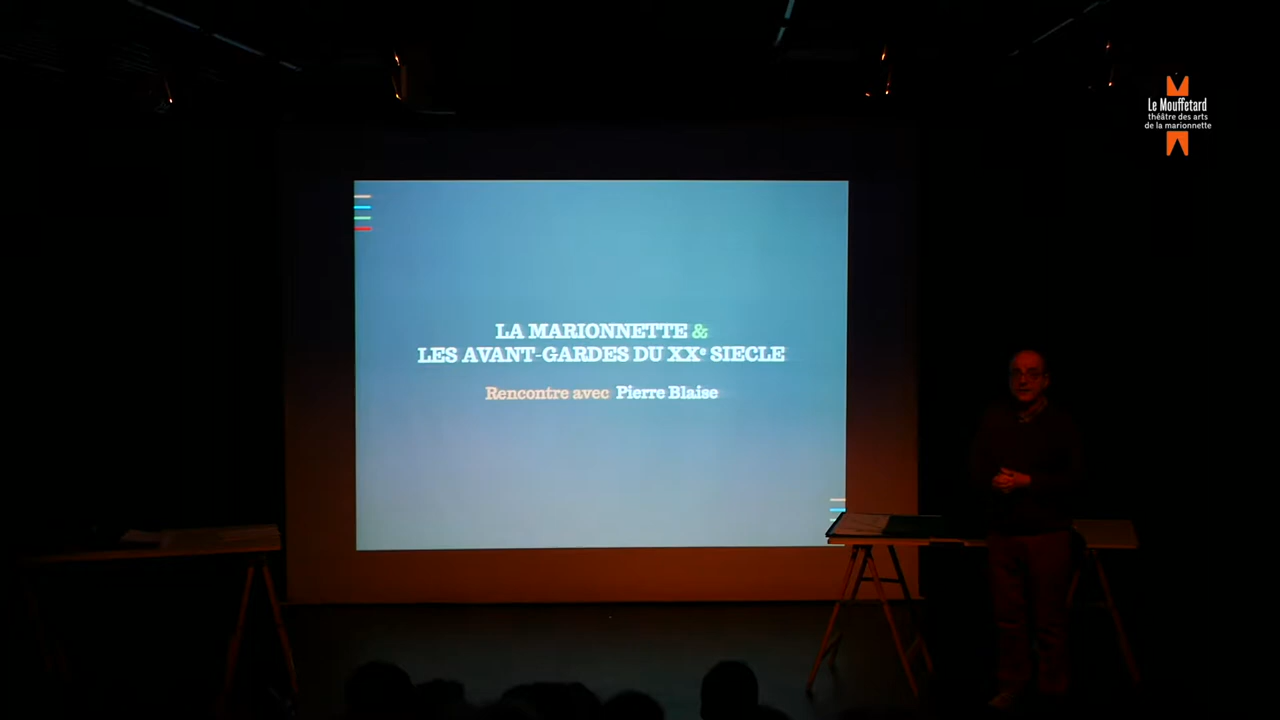 Le Mouffetard
théâtre des arts
de la marionnette
LA MARIONNETTE &
LES AVANT-GARDES DU XXe SIECLE
Rencontre avec Pierre Blaise